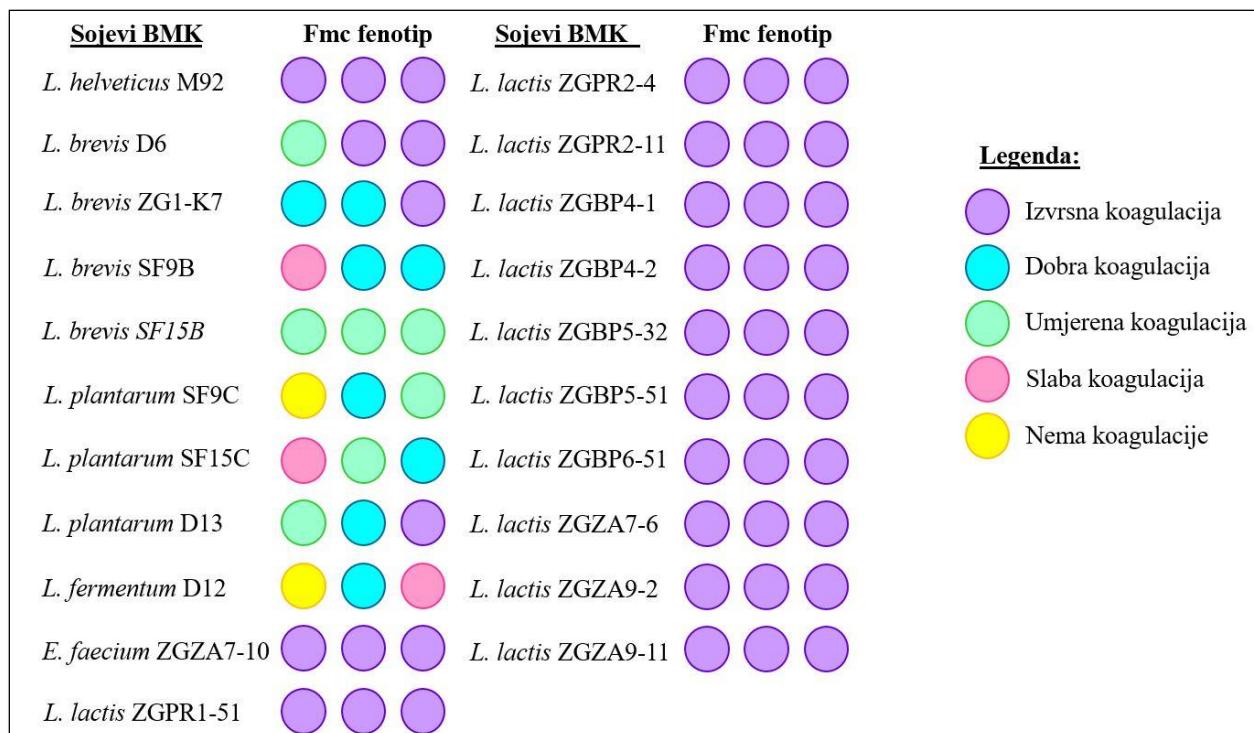 Sojevi BMK Fmc fenotip Sojevi BMK Fmc fenotip
L. helveticus M92 L. lactis ZGPR2-4
L. brevis D6 L. lactis ZGPR2-11
L. brevis ZG1-K7 L. lactis ZGBP4-1
L. brevis SF9B L. lactis ZGBP4-2
L. brevis SF15B L. lactis ZGBP5-32
L. plantarum SF9C L. lactis ZGBP5-51
L. plantarum SF15C L. lactis ZGBP6-51
L. plantarum D13 L. lactis ZGZA7-6
L. fermentum D12 L. lactis ZGZA9-2
E. faecium ZGZA7-10 L. lactis ZGZA9-11
L. lactis ZGPR1-51
Legenda:
Izvrsna koagulacija
Dobra koagulacija
Umjerena koagulacija
Slaba koagulacija
Nema koagulacije